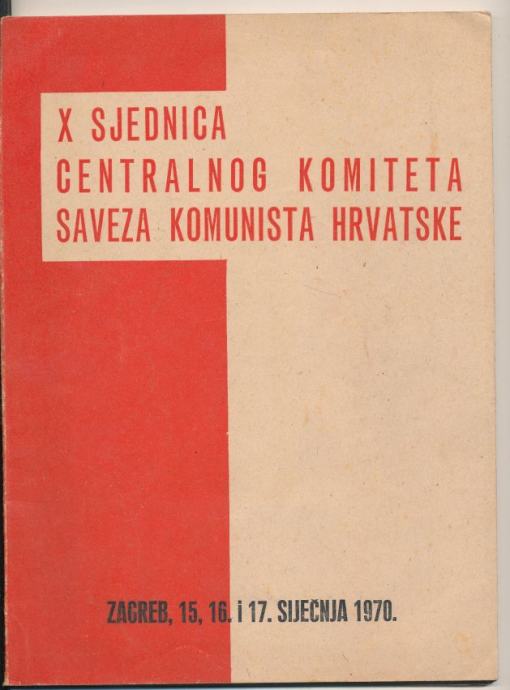 X SJEDNICA
CENTRALNOG KOMITETA
SAVEZA KOMUNISTA HRVATSKE
ZAGREB, 15, 16. i 17. SIJEČNJA 1970.